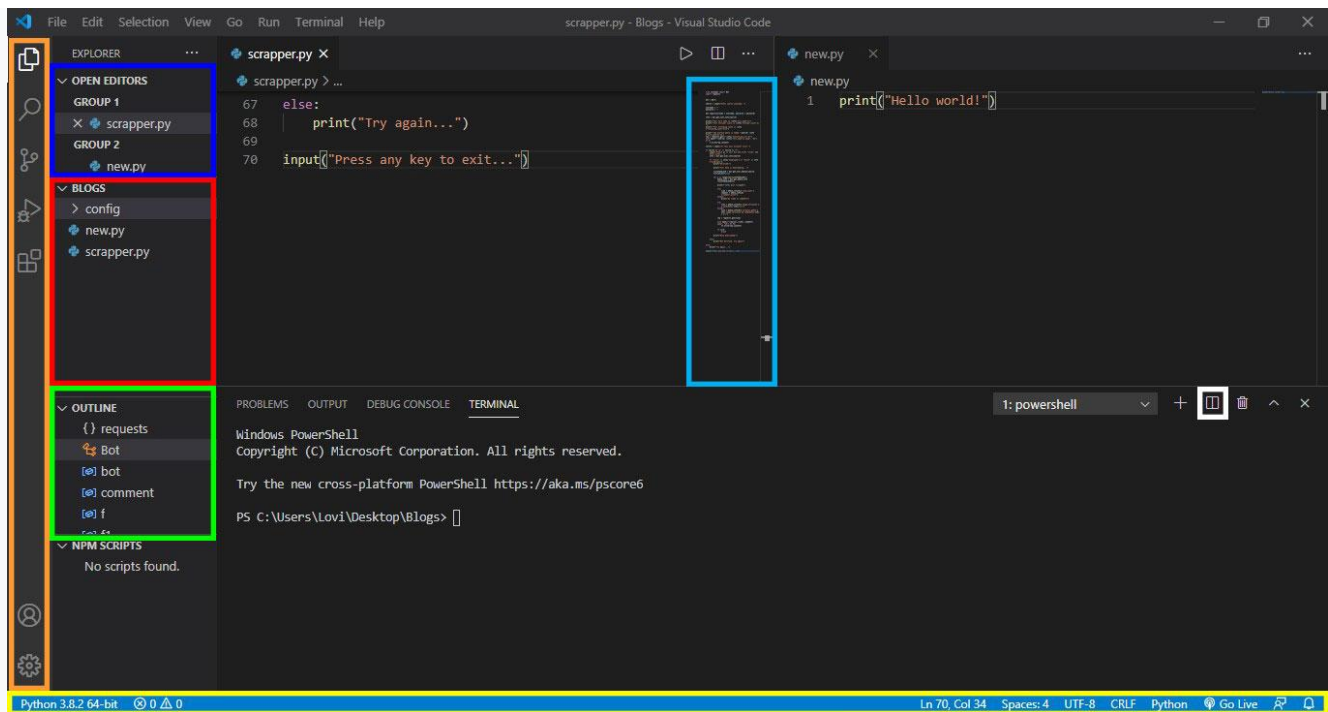 File Edit Selection View Go Run Terminal Help scrapper.py - Blogs - Visual Studio Code
EXPLORER
OPEN EDITORS
GROUP 1
scrapper.py
GROUP 2
new.py
BLOGS
config
new.py
scrapper.py
OUTLINE
{} requests
Bot
bot
comment
f
f1
NPM SCRIPTS
No scripts found.
scrapper.py
scrapper.py > ...
67 else:
68 print("Try again...")
69
70 input("Press any key to exit...")
new.py
new.py
1 print("Hello world!")
PROBLEMS OUTPUT DEBUG CONSOLE TERMINAL 1: powershell
Windows PowerShell
Copyright (C) Microsoft Corporation. All rights reserved.
Try the new cross-platform PowerShell https://aka.ms/pscore6
PS C:\Users\Lovi\Desktop\Blogs>
Python 3.8.2 64-bit 0 0 Ln 70, Col 34 Spaces: 4 UTF-8 CRLF Python Go Live